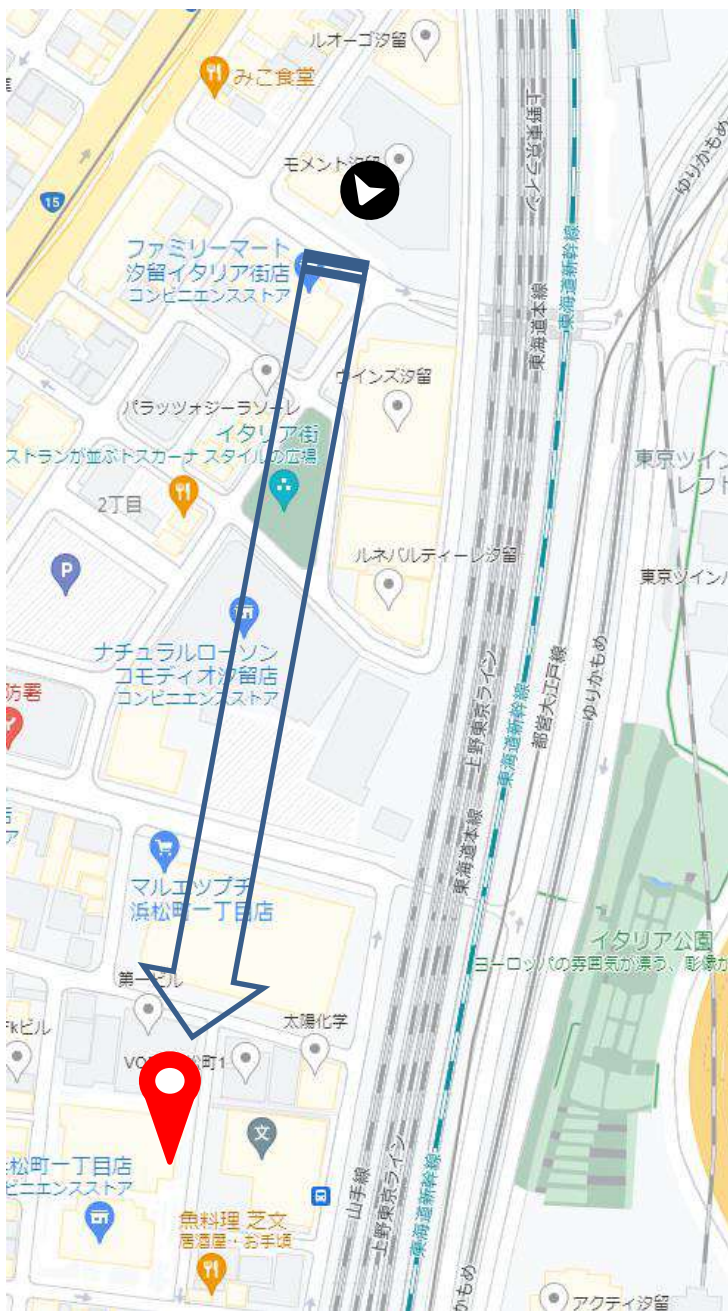 ルオーゴ汐留
みこ食堂
上野東京ライン
モメント汐留
ゆりかもめ
15
ファミリーマート
汐留イタリア街店
コンビニエンスストア
東海道新幹線
東海道本線
ウインズ汐留
パラッツォジーラソーレ
イタリア街
ストランが並ぶトスカーナ スタイルの広場
東京ツイン
レフト
2丁目
P
ルネパルティーレ汐留
東京ツインパ
ナチュラルローソン
コモディオ汐留店
コンビニエンスストア
防署
上野東京ライン
東海道新幹線
都営大江戸線
ゆりかもめ
東海道本線
ア
マルエツプチ
浜松町一丁目店
イタリア公園
ヨーロッパの雰囲気が漂う、彫像が
第一ビル
太陽化学
Fkビル
町1
文
松町一丁目店
ビニエンスストア
山手線
上野東京ライン
東海道新幹線
魚料理 芝文
居酒屋・お手頃
かもめ
アクティ汐留